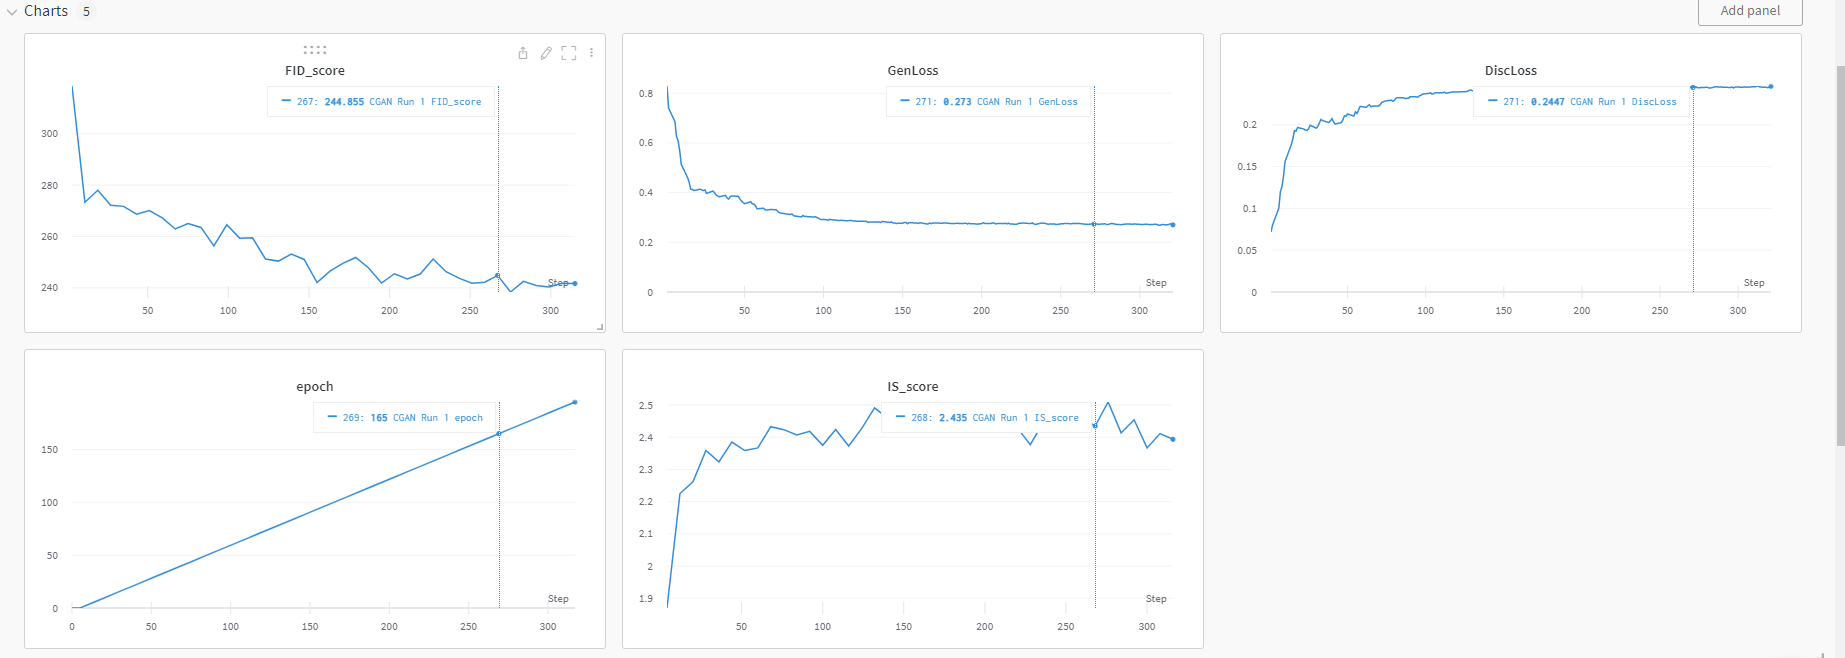 Charts 5
Add panel
FID_score
267: 244.855 CGAN Run 1 FID_score
300
280
260
240
Step
50 100 150 200 250 300
GenLoss
271: 0.273 CGAN Run 1 GenLoss
0.8
0.6
0.4
0.2
0
Step
50 100 150 200 250 300
DiscLoss
271: 0.2447 CGAN Run 1 DiscLoss
0.2
0.15
0.1
0.05
0
Step
50 100 150 200 250 300
epoch
269: 165 CGAN Run 1 epoch
150
100
50
0
Step
0 50 100 150 200 250 300
IS_score
268: 2.435 CGAN Run 1 IS_score
2.5
2.4
2.3
2.2
2.1
2
1.9
Step
50 100 150 200 250 300